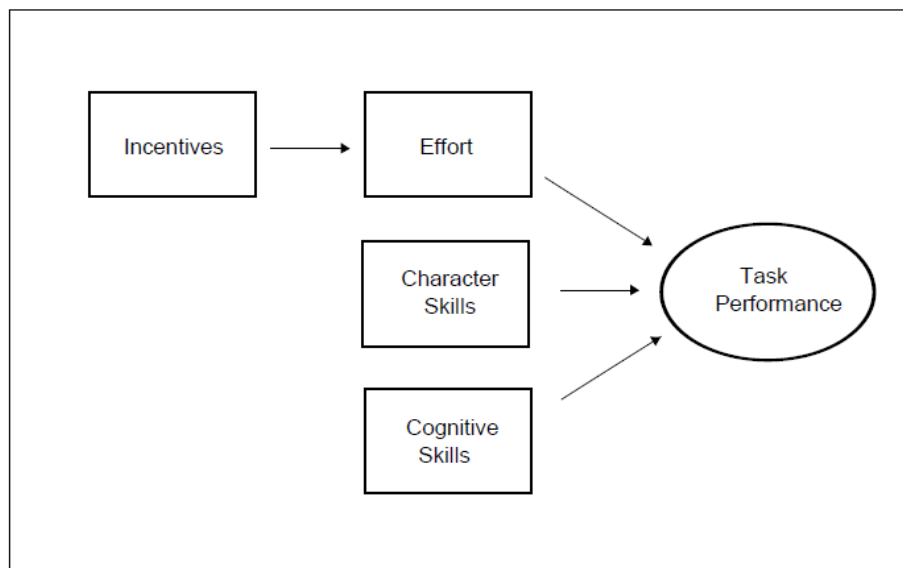 Incentives
Effort
Character
Skills
Task
Performance
Cognitive
Skills